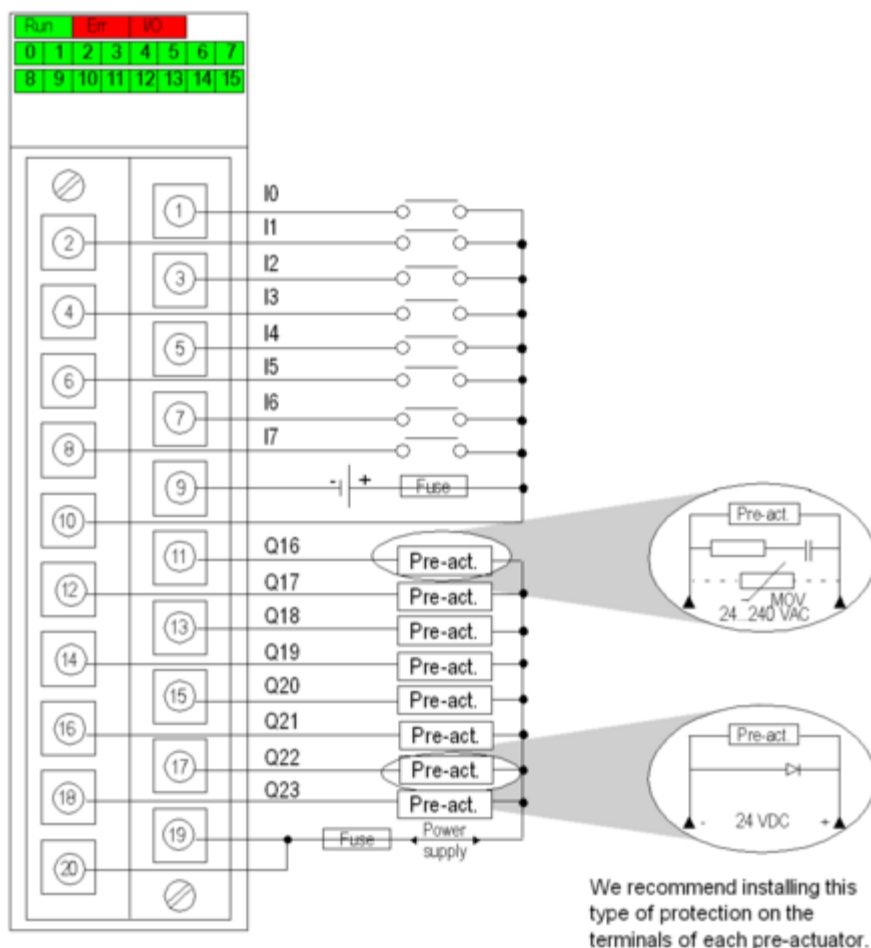 Run Err I/O
0 1 2 3 4 5 6 7
8 9 10 11 12 13 14 15
1 I0
2 I1
3 I2
4 I3
5 I4
6 I5
7 I6
8 I7
9 - + Fuse
10
11 Q16 Pre-act.
12 Q17 Pre-act.
13 Q18 Pre-act.
14 Q19 Pre-act.
15 Q20 Pre-act.
16 Q21 Pre-act.
17 Q22 Pre-act.
18 Q23 Pre-act.
19 Fuse Power
supply
20
Pre-act.
MOV
24...240 VAC
Pre-act.
- 24 VDC +
We recommend installing this
type of protection on the
terminals of each pre-actuator.